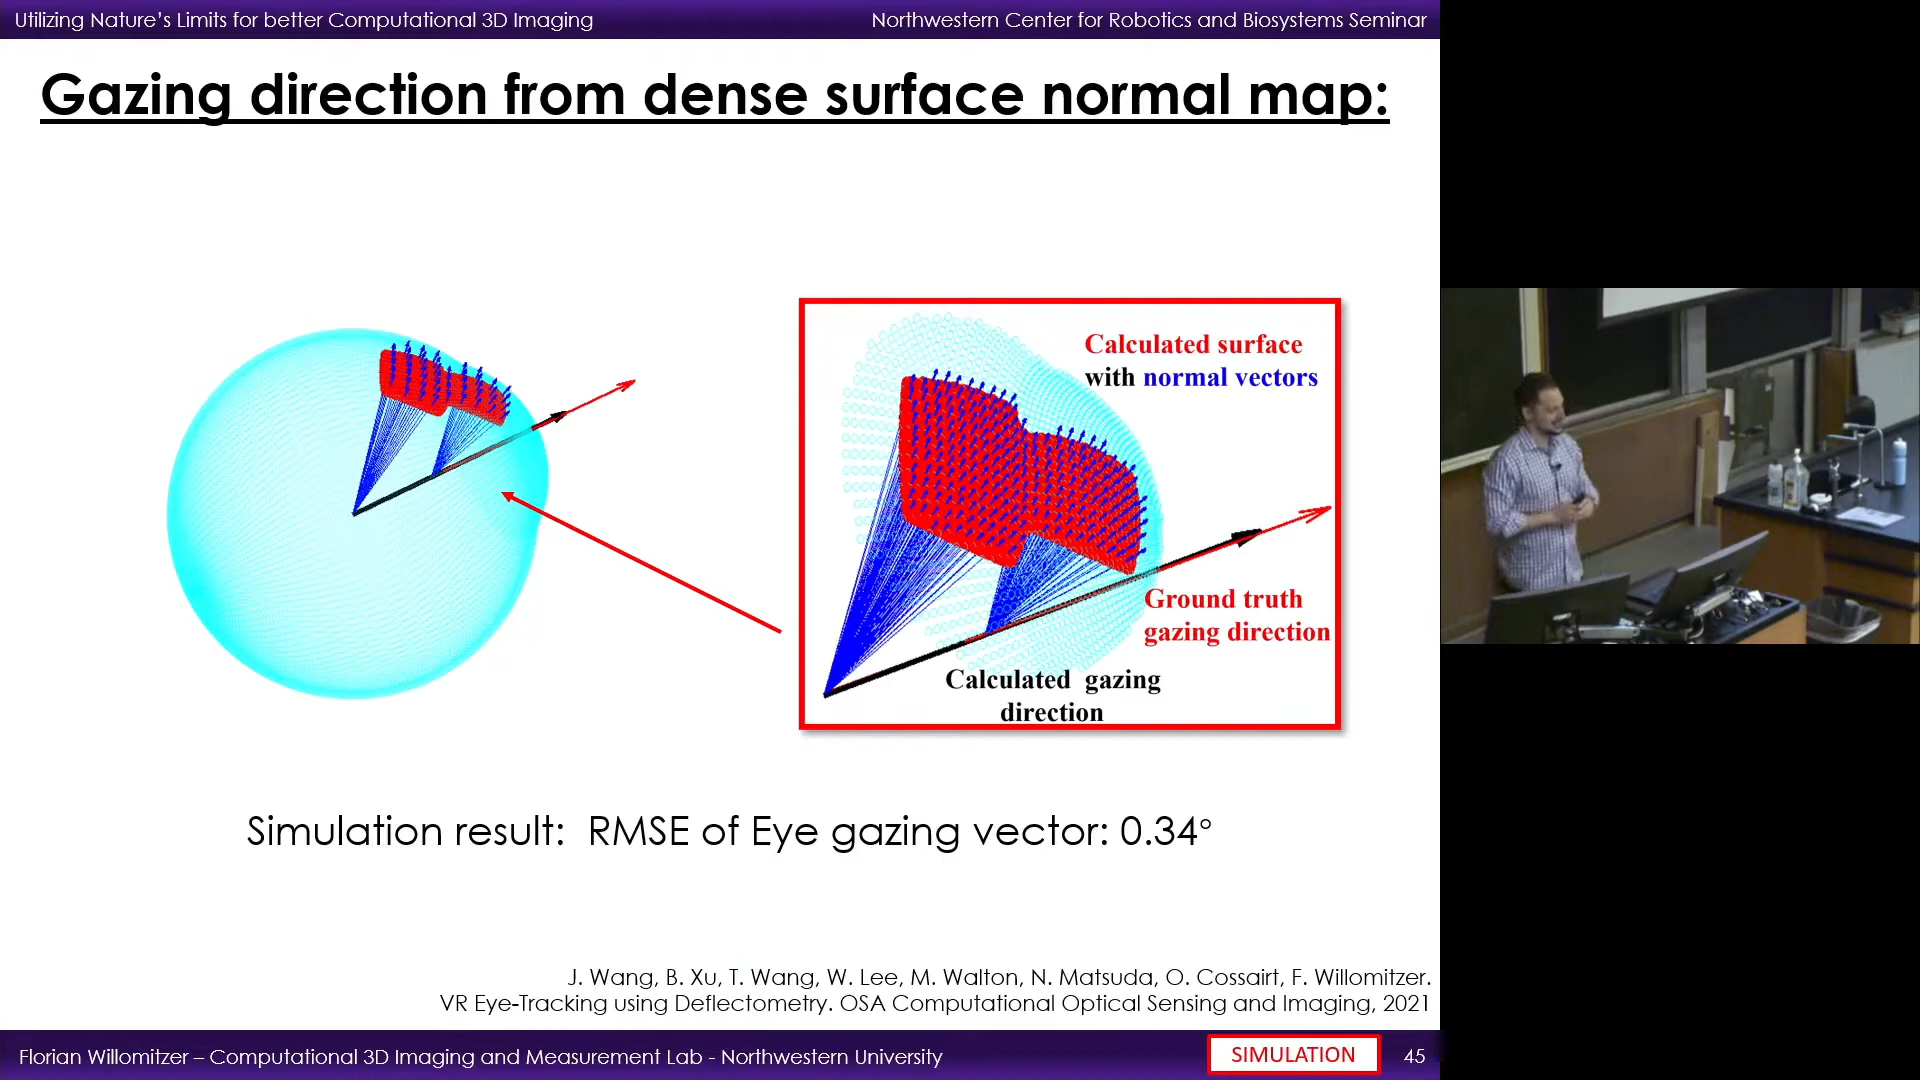 Utilizing Nature's Limits for better Computational 3D Imaging
Northwestern Center for Robotics and Biosystems Seminar
Gazing direction from dense surface normal map:
Calculated surface
with normal vectors
Ground truth
gazing direction
Calculated gazing
direction
Simulation result: RMSE of Eye gazing vector: 0.34°
J. Wang, B. Xu, T. Wang, W. Lee, M. Walton, N. Matsuda, O. Cossairt, F. Willomitzer.
VR Eye-Tracking using Deflectometry. OSA Computational Optical Sensing and Imaging, 2021
Florian Willomitzer – Computational 3D Imaging and Measurement Lab - Northwestern University
SIMULATION
45